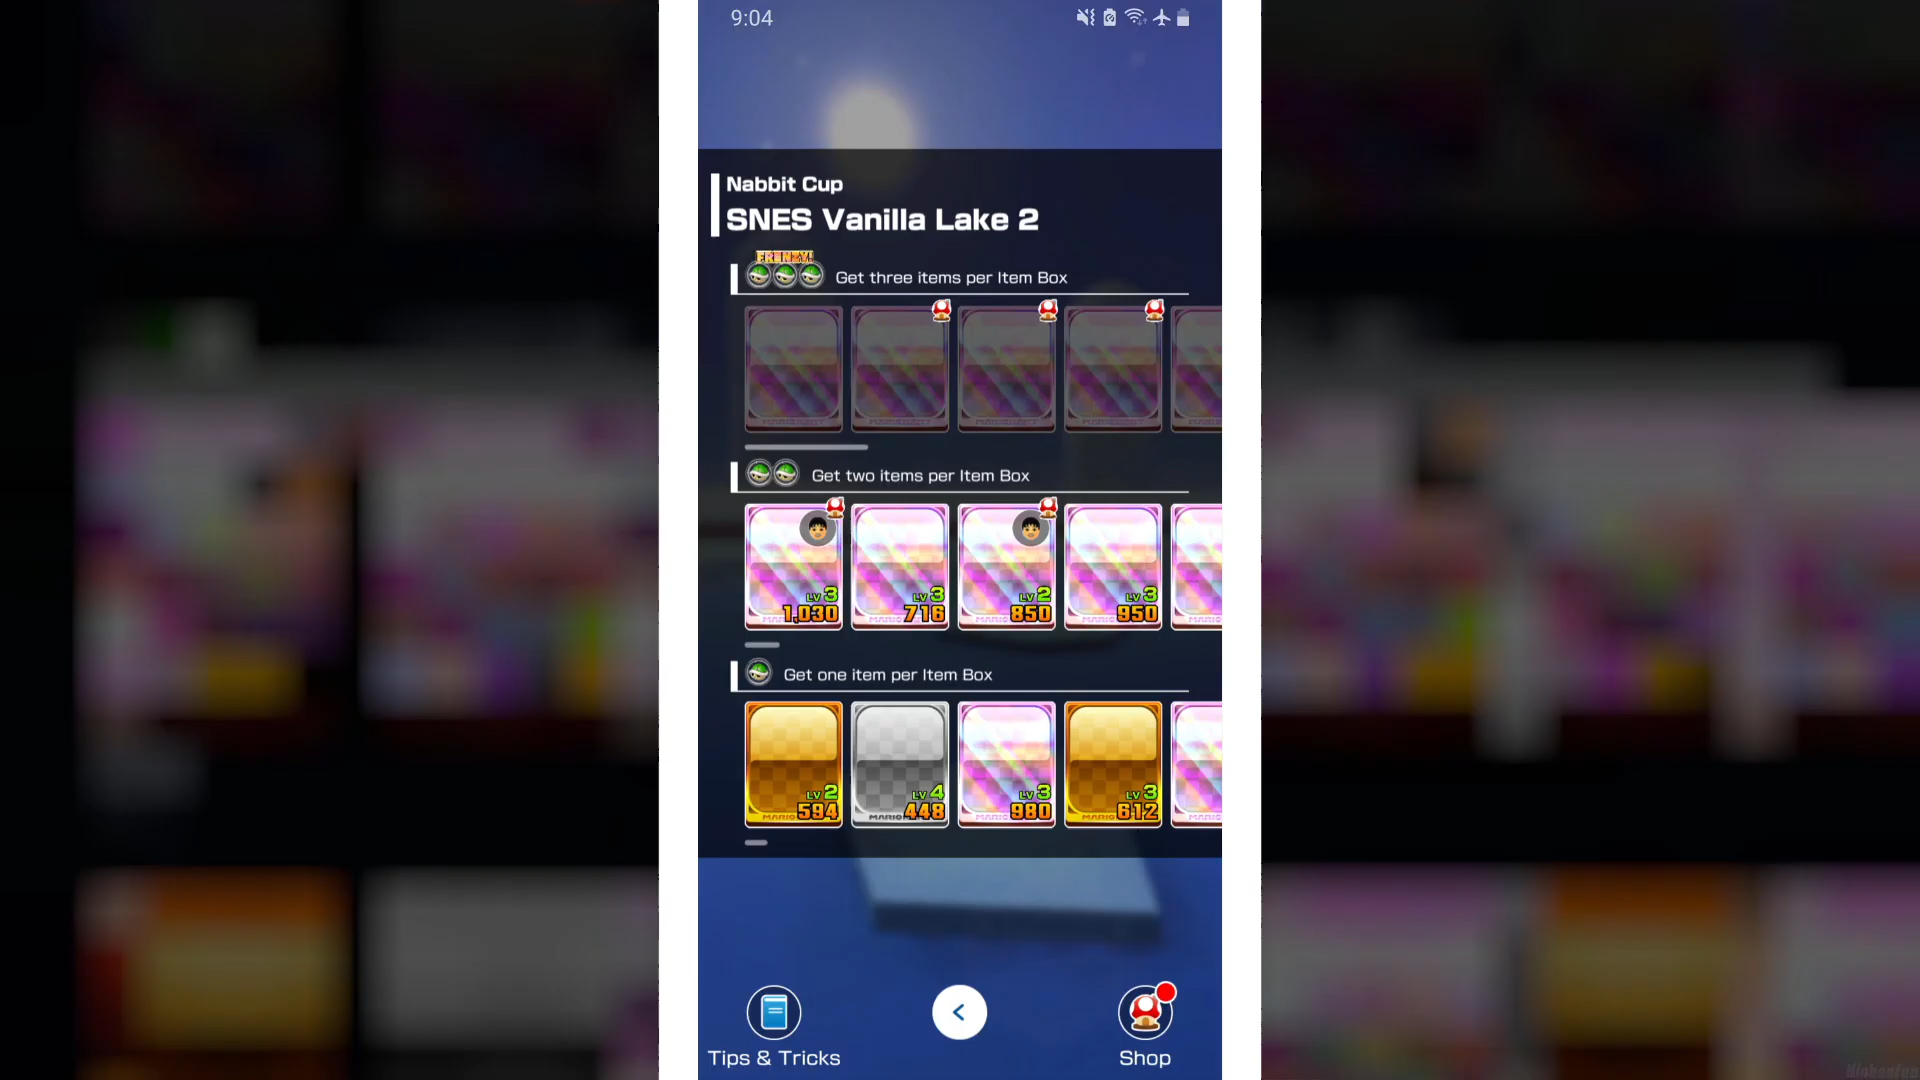 9:04
Nabbit Cup
SNES Vanilla Lake 2
FRENZY!
Get three items per Item Box
Get two items per Item Box
LV 3 LV 3 LV 2 LV 3
1,030 716 850 950
Get one item per Item Box
LV 2 LV 4 LV 3 LV 3
594 448 980 612
Tips & Tricks
Shop